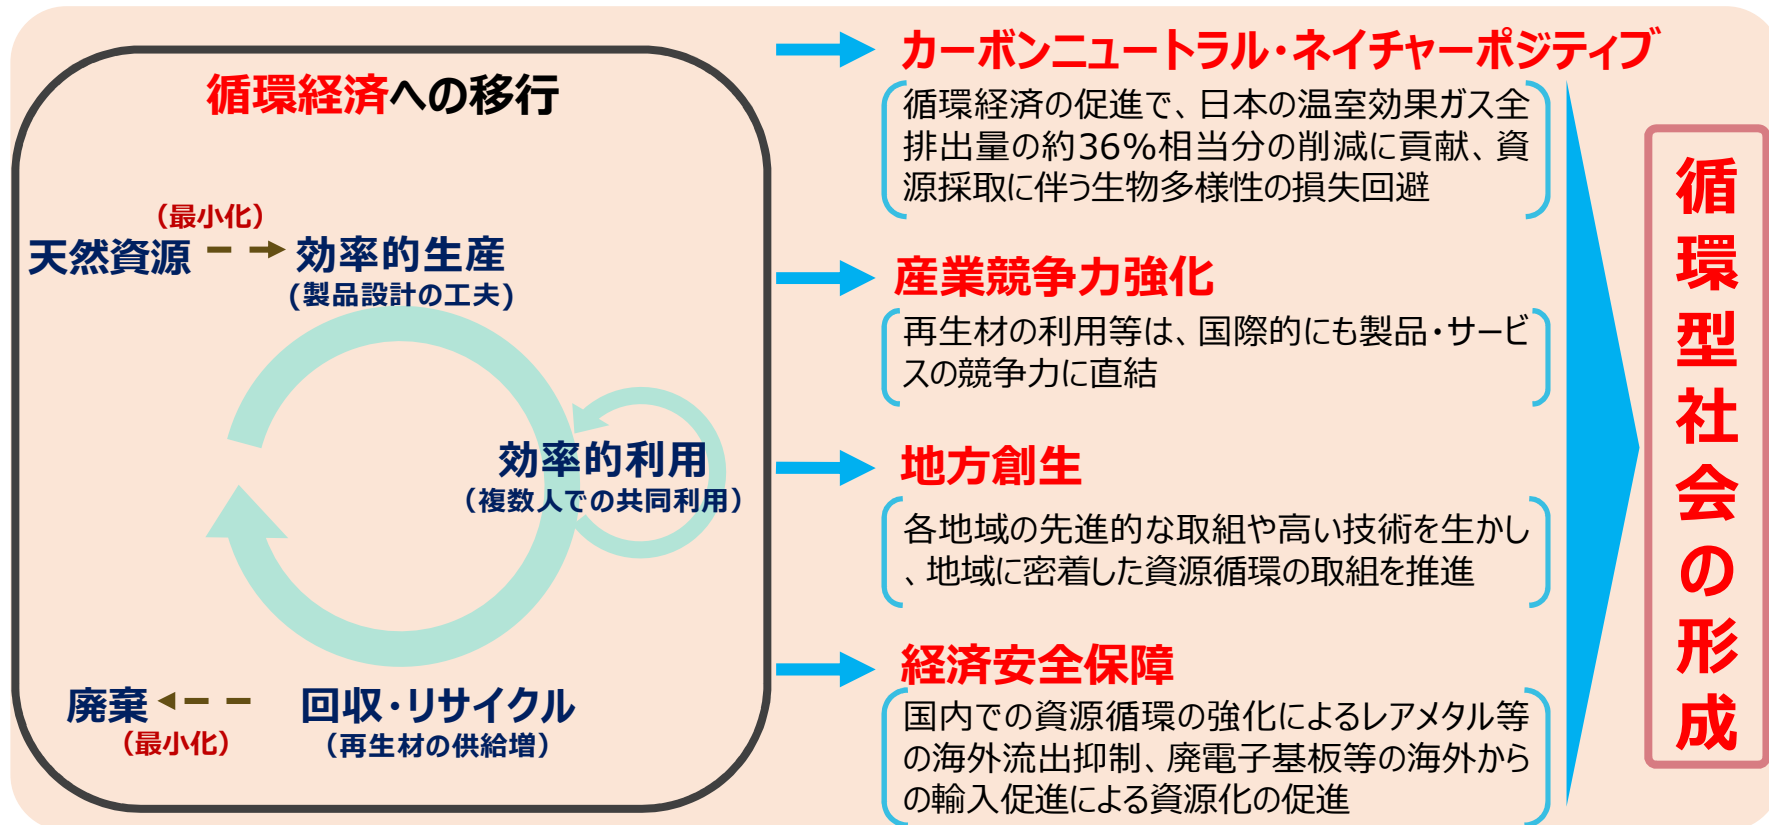 循環経済への移行
(最小化)
天然資源
効率的生産
(製品設計の工夫)
効率的利用
(複数人での共同利用)
廃棄
(最小化)
回収・リサイクル
(再生材の供給増)
カーボンニュートラル・ネイチャーポジティブ
循環経済の促進で、日本の温室効果ガス全
排出量の約36%相当分の削減に貢献、資
源採取に伴う生物多様性の損失回避
産業競争力強化
再生材の利用等は、国際的にも製品・サービ
スの競争力に直結
地方創生
各地域の先進的な取組や高い技術を生かし
、地域に密着した資源循環の取組を推進
経済安全保障
国内での資源循環の強化によるレアメタル等
の海外流出抑制、廃電子基板等の海外から
の輸入促進による資源化の促進
循環型社会の形成